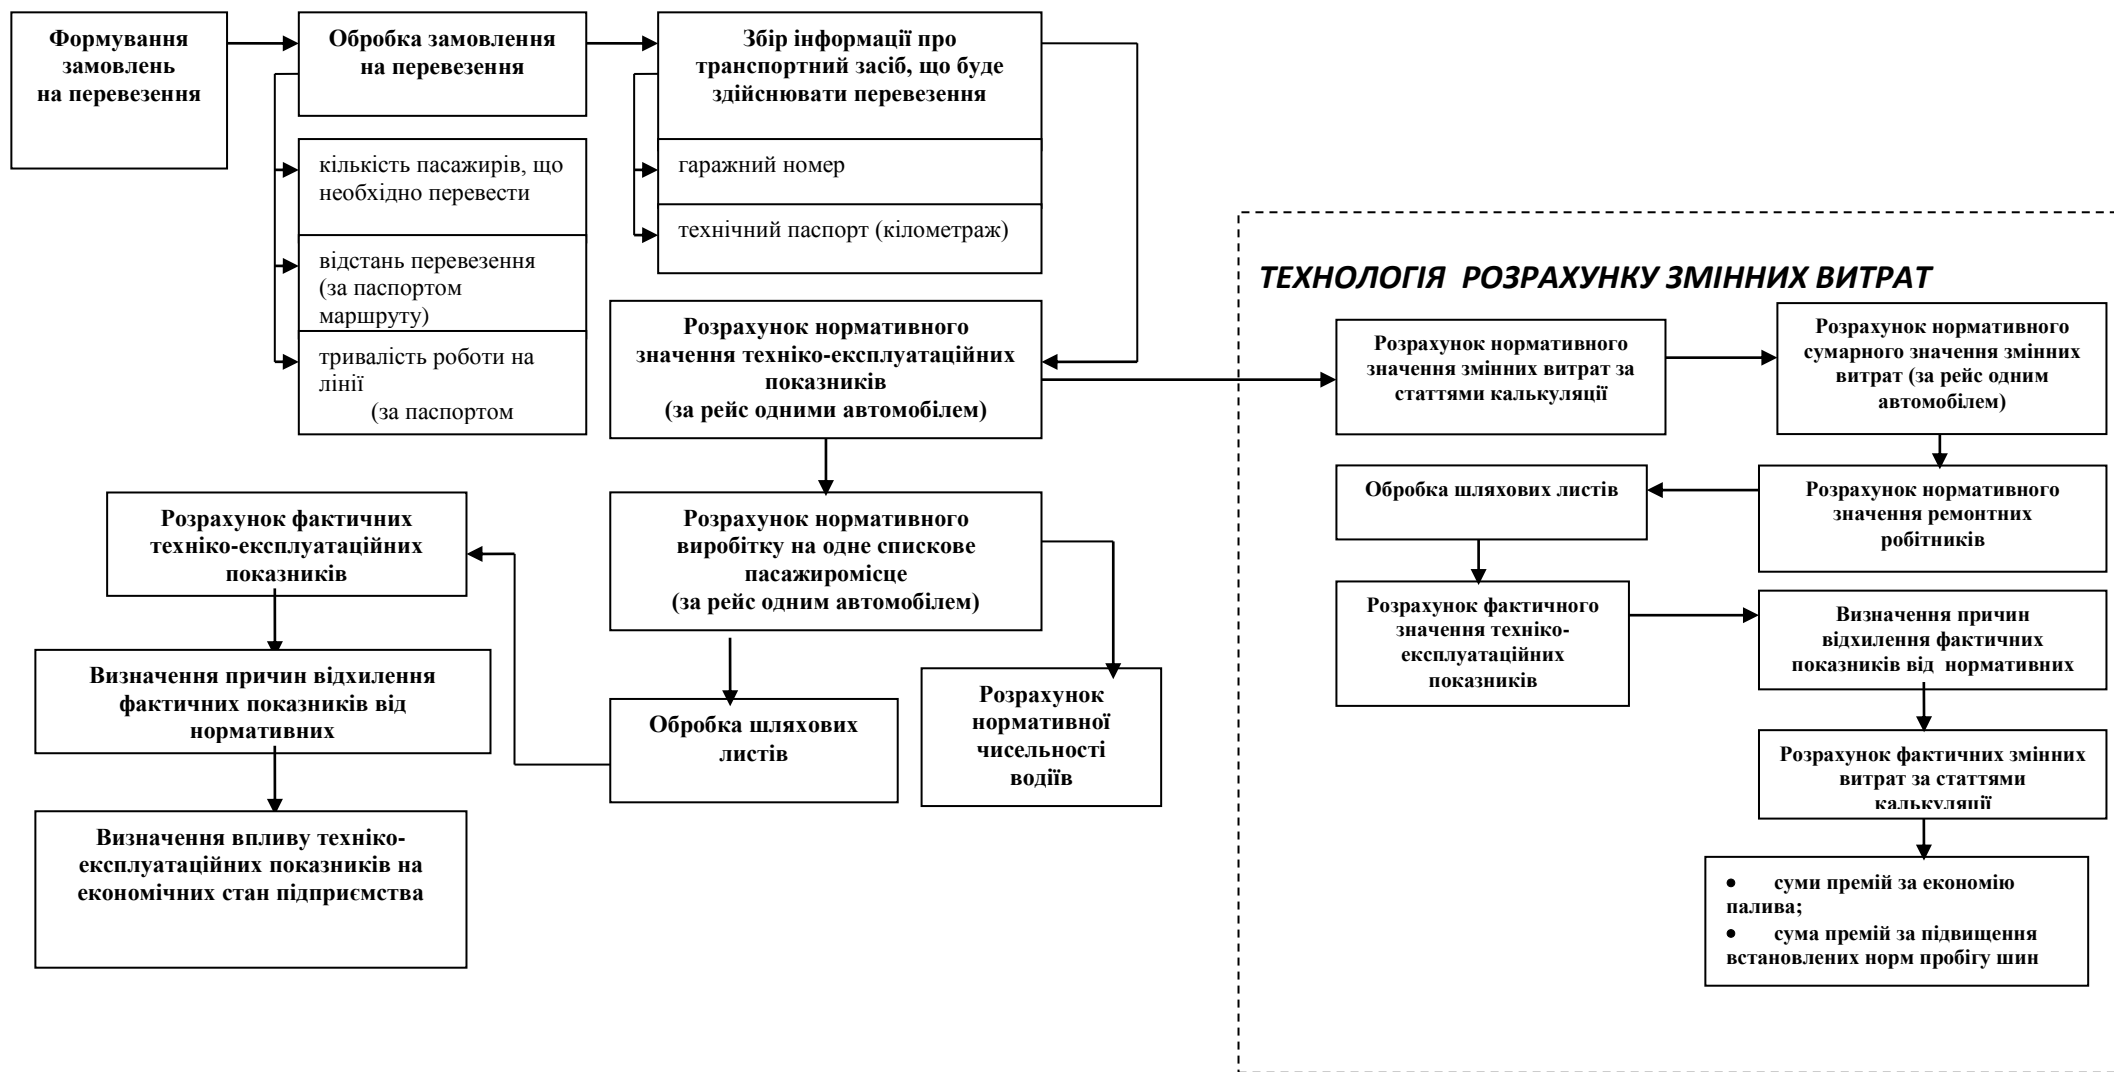 Формування
замовлень
на перевезення
Обробка замовлення
на перевезення
кількість пасажирів, що
необхідно перевести
відстань перевезення
(за паспортом
маршруту)
тривалість роботи на
лінії
(за паспортом
Збір інформації про
транспортний засіб, що буде
здійснювати перевезення
гаражний номер
технічний паспорт (кілометраж)
Розрахунок нормативного
значення техніко-експлуатаційних
показників
(за рейс одними автомобілем)
Розрахунок нормативного
виробітку на одне спискове
пасажиромісце
(за рейс одним автомобілем)
Розрахунок
нормативної
чисельності
водіїв
Обробка шляхових
листів
Розрахунок фактичних
техніко-експлуатаційних
показників
Визначення причин відхилення
фактичних показників від
нормативних
Визначення впливу техніко-
експлуатаційних показників на
економічних стан підприємства
ТЕХНОЛОГІЯ РОЗРАХУНКУ ЗМІННИХ ВИТРАТ
Розрахунок нормативного
значення змінних витрат за
статтями калькуляції
Розрахунок нормативного
сумарного значення змінних
витрат (за рейс одним
автомобілем)
Розрахунок нормативного
значення ремонтних
робітників
Обробка шляхових листів
Розрахунок фактичного
значення техніко-
експлуатаційних
показників
Визначення причин
відхилення фактичних
показників від нормативних
Розрахунок фактичних змінних
витрат за статтями
калькуляції
• суми премій за економію
палива;
• сума премій за підвищення
встановлених норм пробігу шин